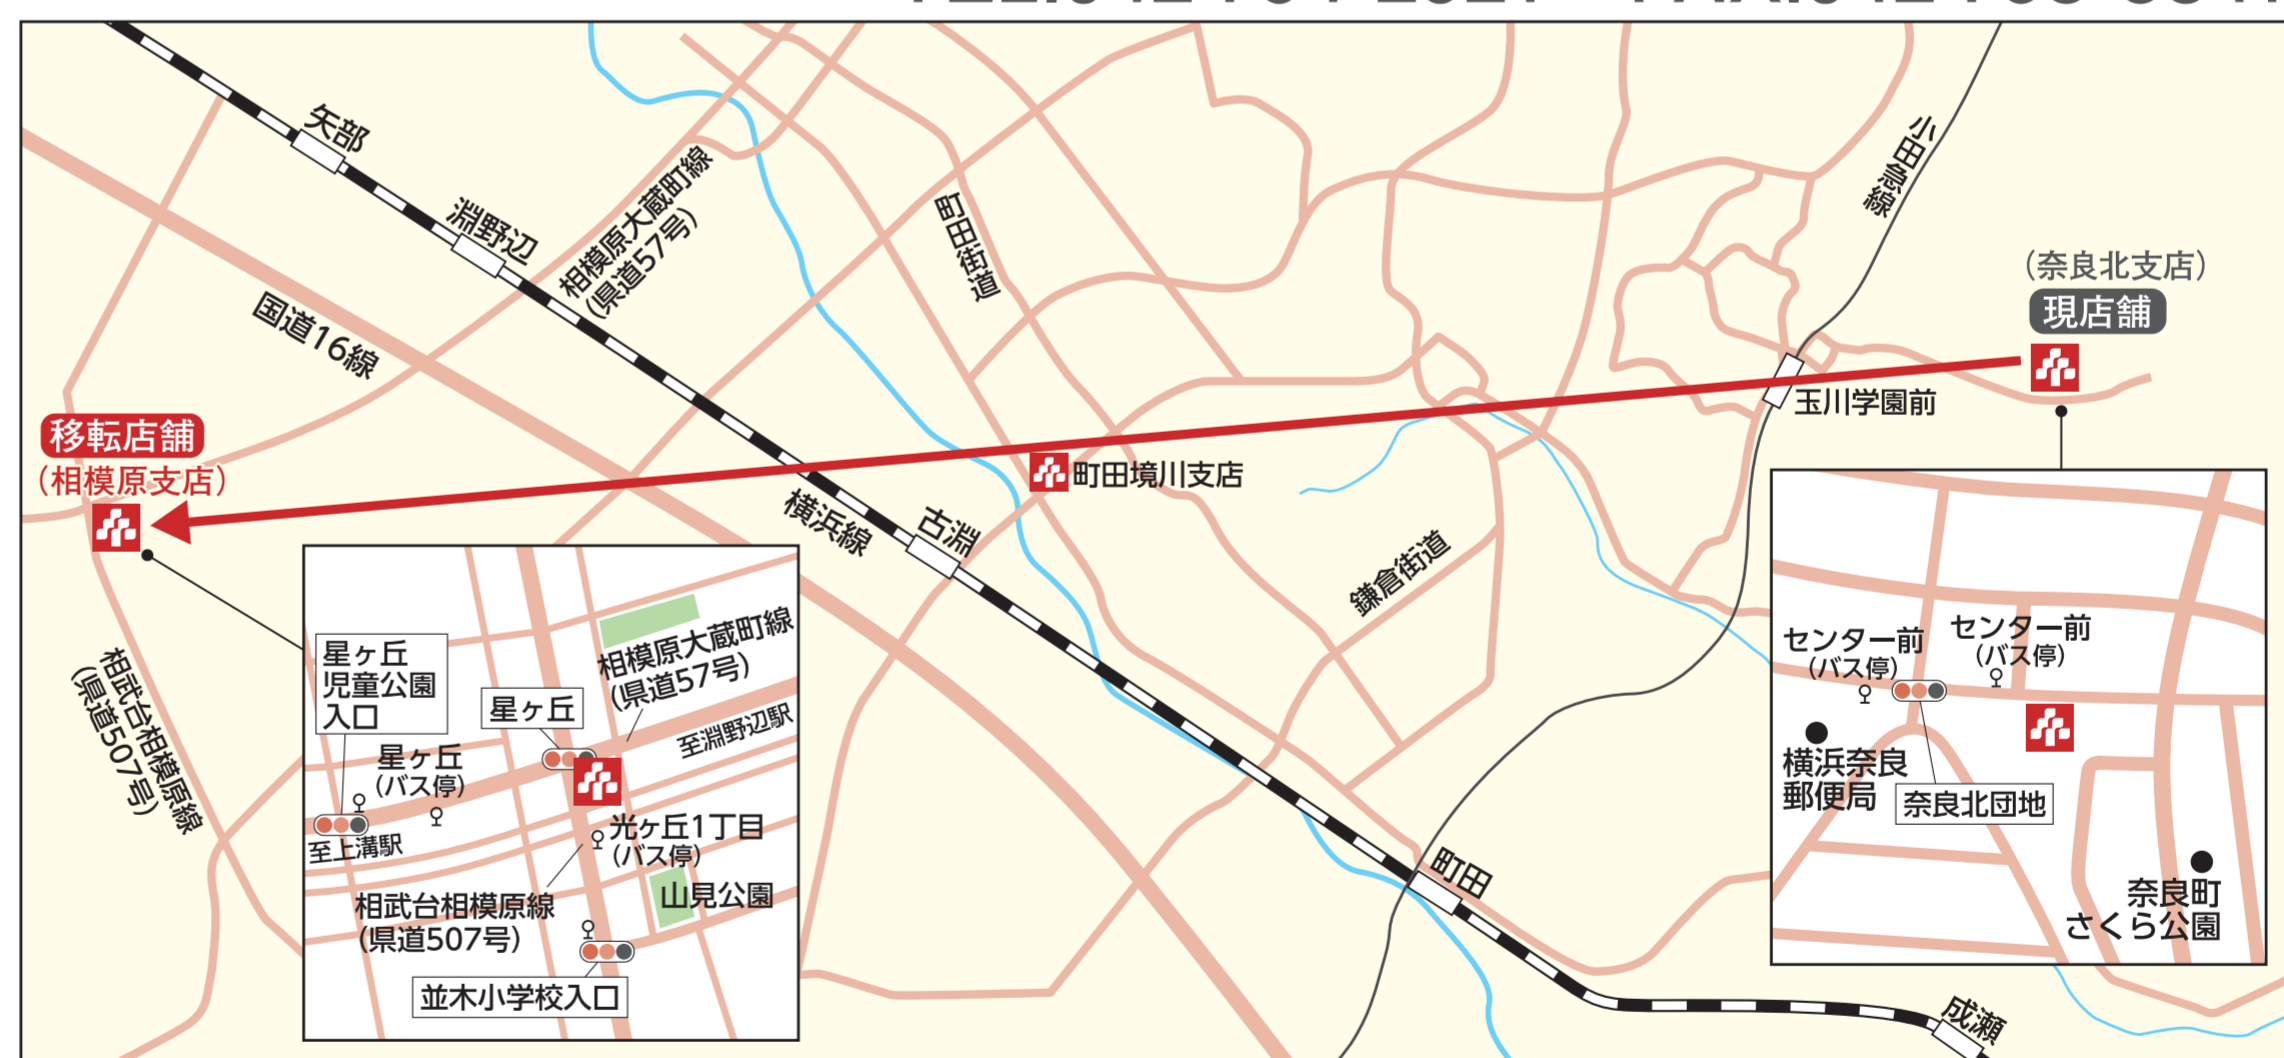 矢部
淵野辺
相模原大蔵町線
(県道57号)
町田街道
小田急線
国道16線
(奈良北支店)
現店舗
玉川学園前
移転店舗
(相模原支店)
町田境川支店
横浜線
古淵
鎌倉街道
相武台相模原線
(県道507号)
星ヶ丘
児童公園
入口
星ヶ丘
相模原大蔵町線
(県道57号)
至淵野辺駅
星ヶ丘
(バス停)
至上溝駅
光ヶ丘1丁目
(バス停)
山見公園
相武台相模原線
(県道507号)
並木小学校入口
センター前
(バス停)
センター前
(バス停)
横浜奈良
郵便局
奈良北団地
奈良町
さくら公園
町田
成瀬